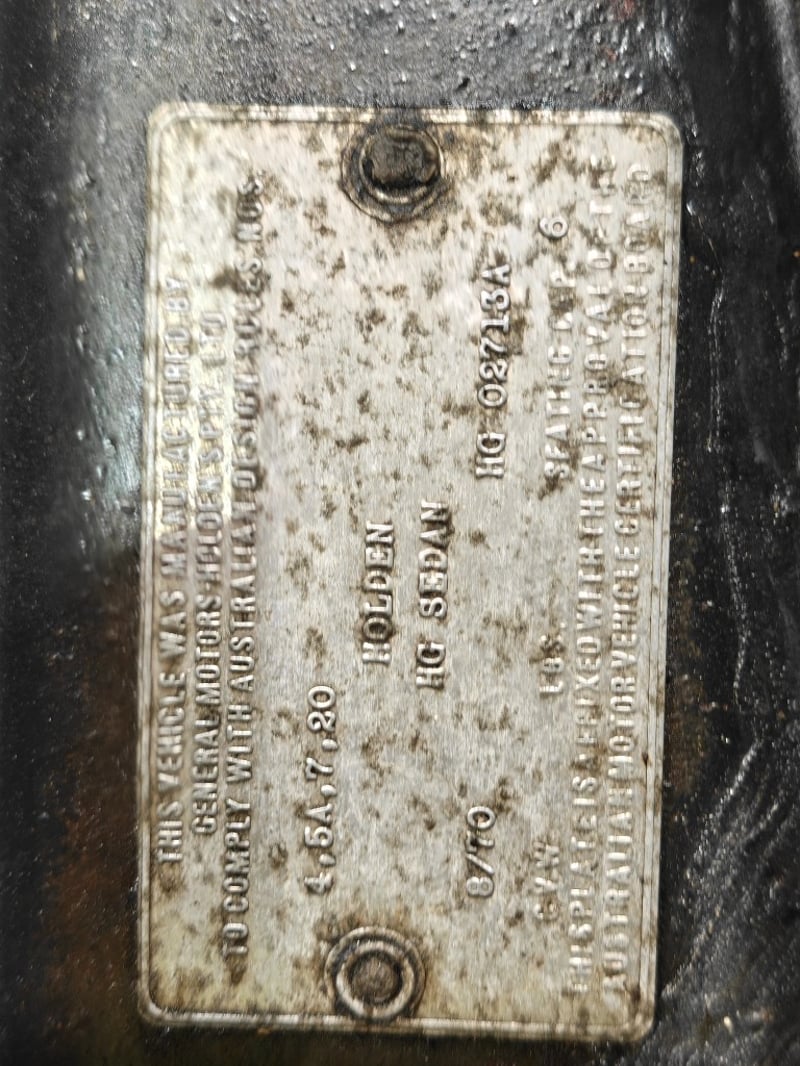 THIS VEHICLE WAS MANUFACTURED BY
GENERAL MOTORS-HOLDEN'S PTY. LTD.
TO COMPLY WITH AUSTRALIAN DESIGN RULES NOS.
4,5A,7,20
HOLDEN
HG SEDAN
8/70 HG 02713A
G.V.W. LBS. SEATING CAP. 6
THIS PLATE IS AFFIXED WITH THE APPROVAL OF THE
AUSTRALIAN MOTOR VEHICLE CERTIFICATION BOARD